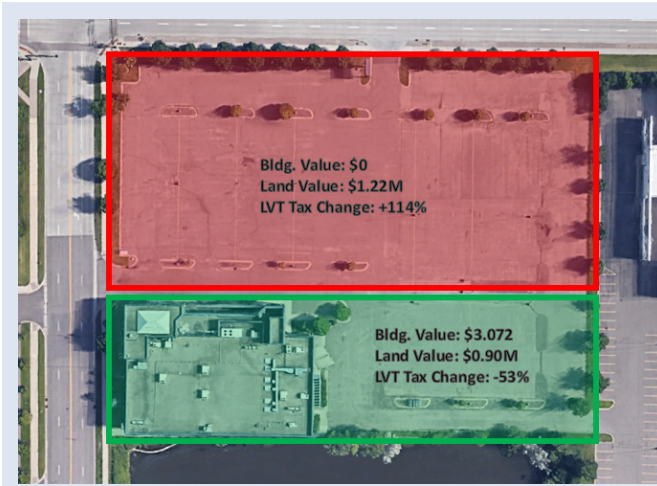 Bldg. Value: $0
Land Value: $1.22M
LVT Tax Change: +114%
Bldg. Value: $3.072
Land Value: $0.90M
LVT Tax Change: -53%